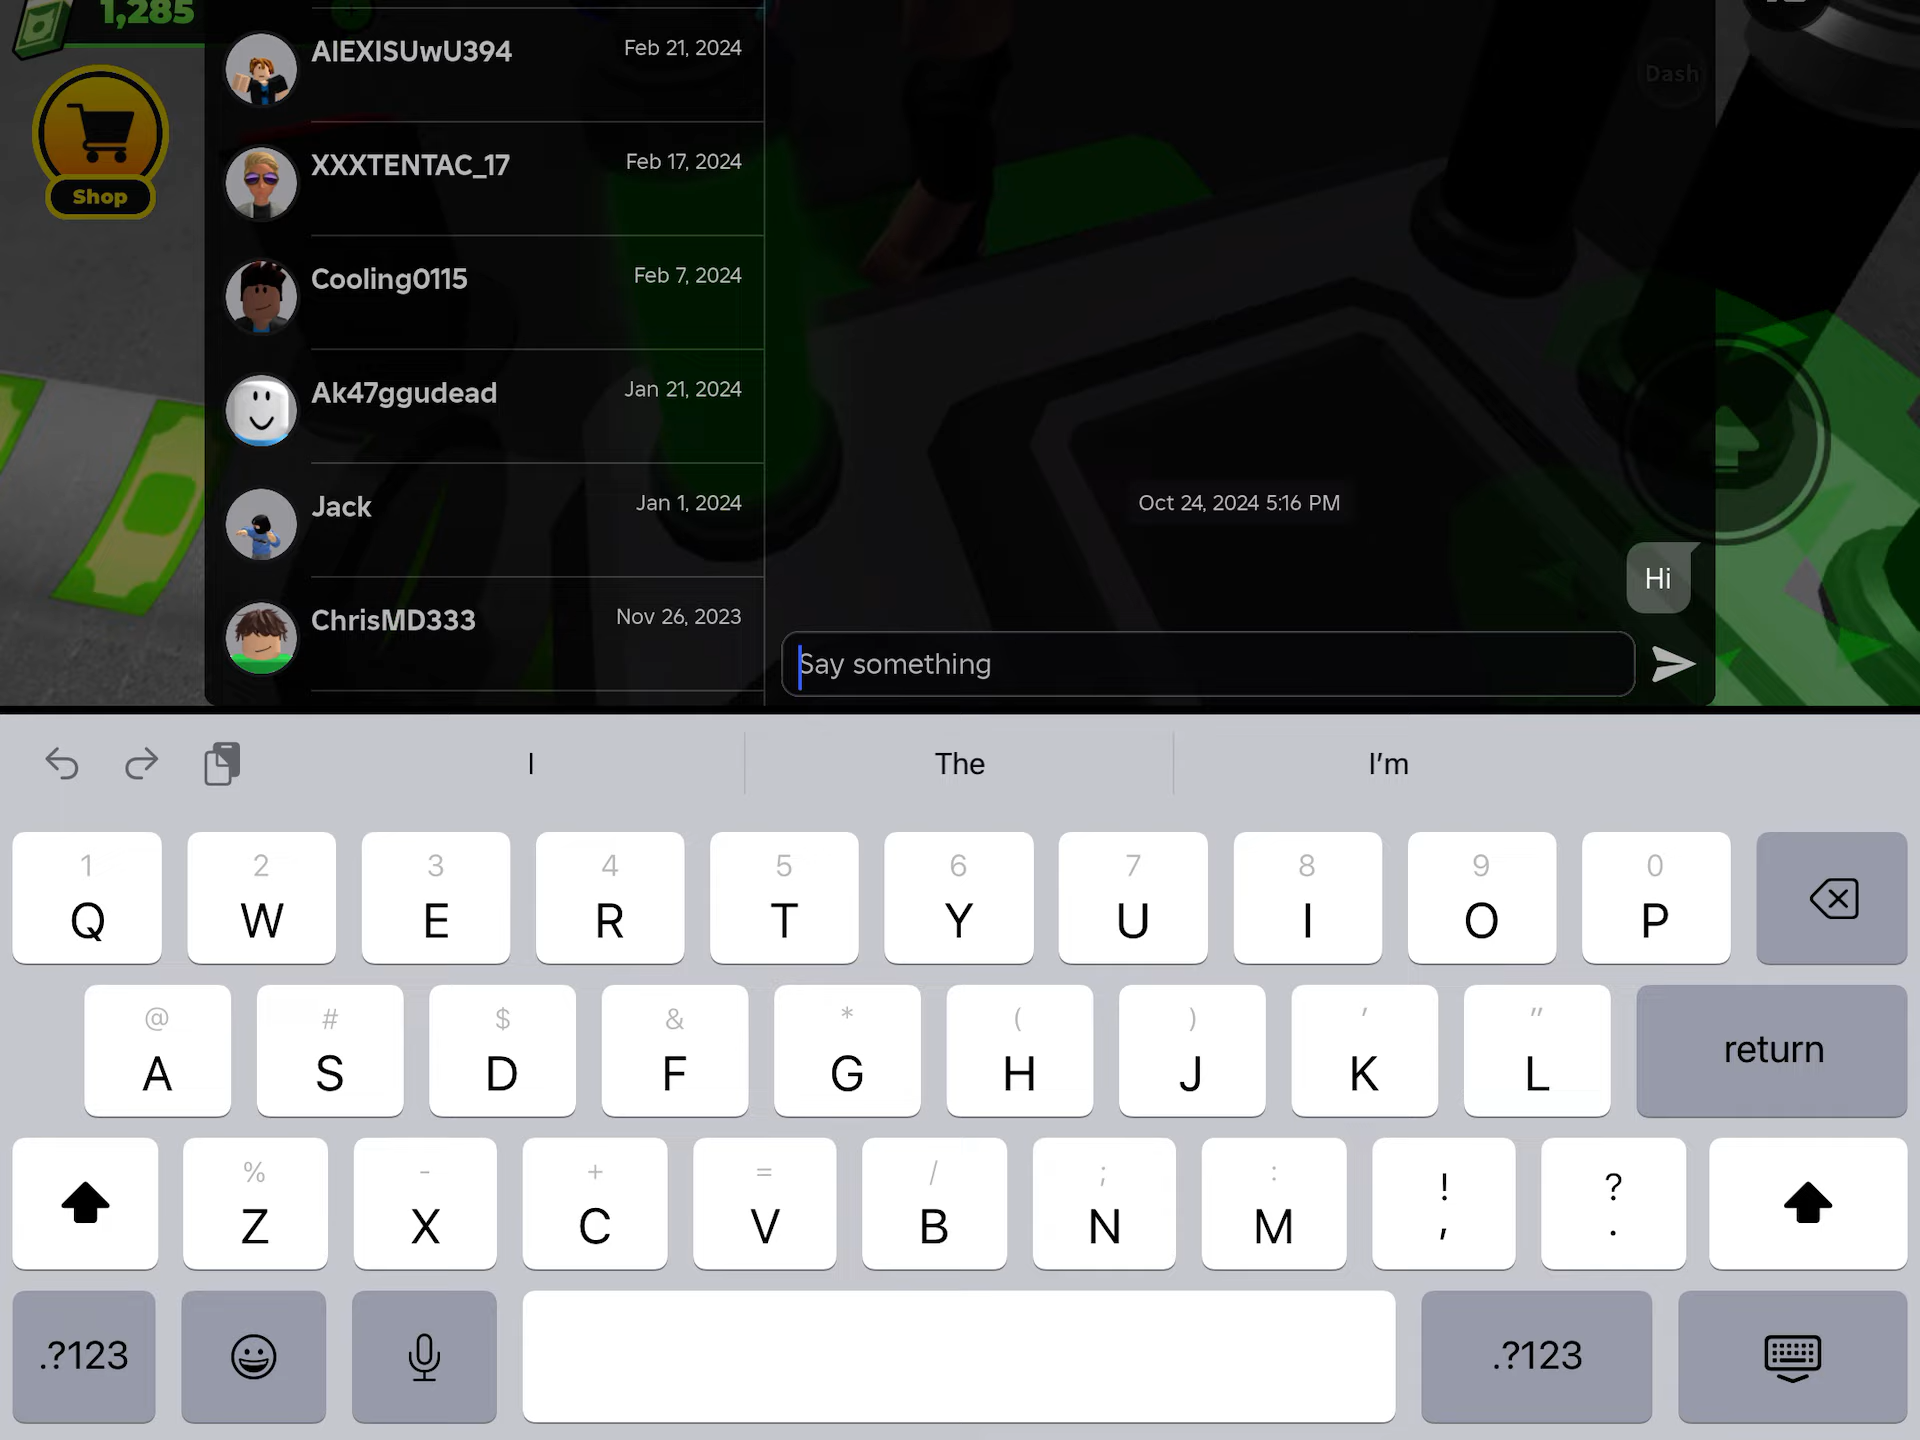 1,285
AlEXISUwU394 Feb 21, 2024
Dash
XXXTENTAC_17 Feb 17, 2024
Shop
Cooling0115 Feb 7, 2024
Ak47ggudead Jan 21, 2024
Jack Jan 1, 2024
Oct 24, 2024 5:16 PM
Hi
ChrisMD333 Nov 26, 2023
Say something
I The I'm
1 2 3 4 5 6 7 8 9 0
Q W E R T Y U I O P
@ # $ & * ( ) ' "
A S D F G H J K L return
% - + = / ; : ! ?
Z X C V B N M , .
.?123 .?123